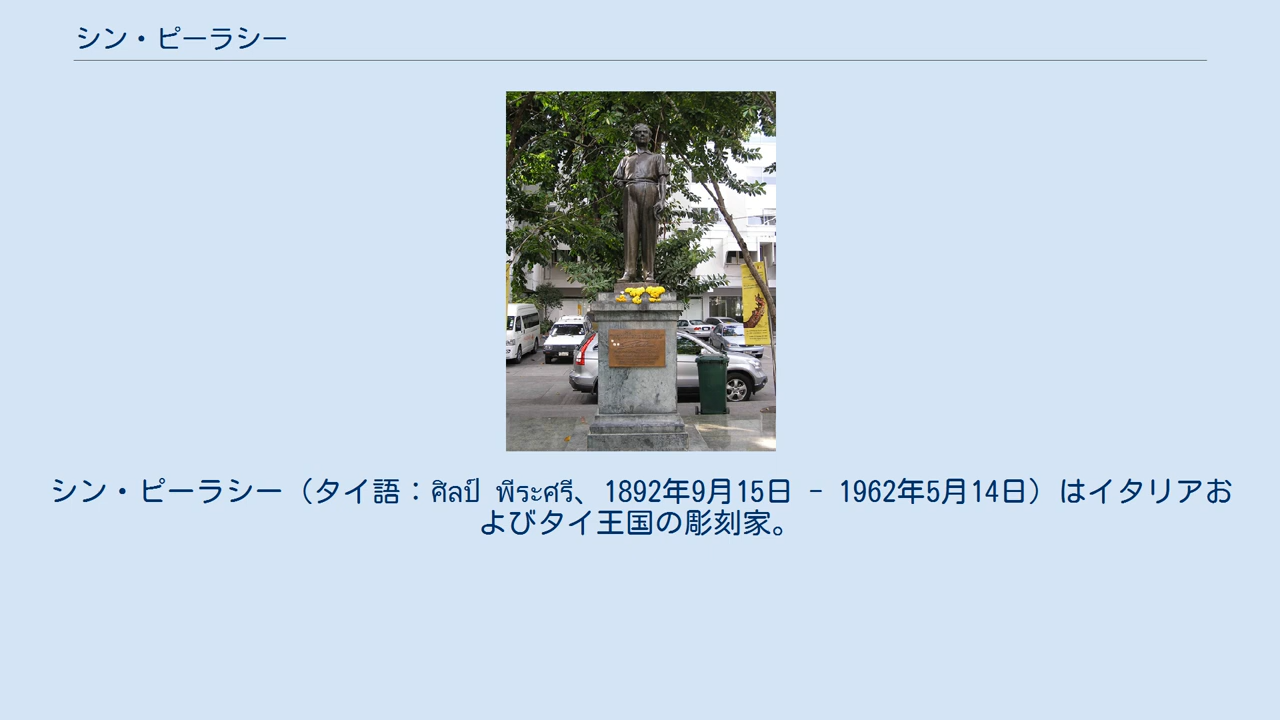 シン・ピーラシー
シン・ピーラシー（タイ語：ศิลป์ พีระศรี、1892年9月15日 - 1962年5月14日）はイタリアお
よびタイ王国の彫刻家。